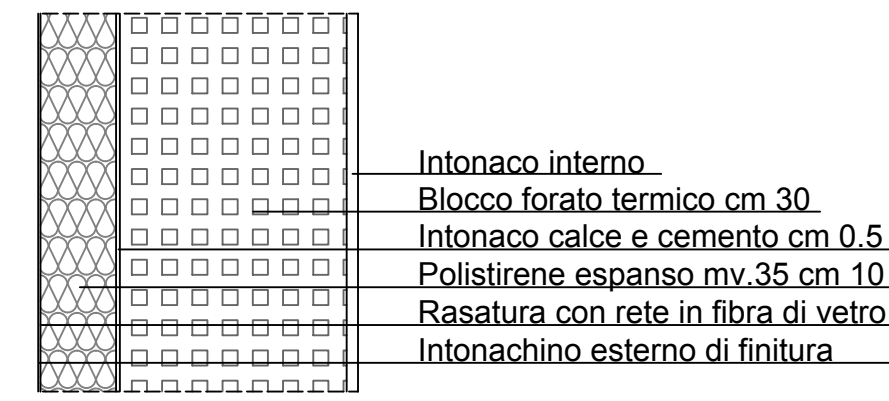 Intonaco interno
Blocco forato termico cm 30
Intonaco calce e cemento cm 0.5
Polistirene espanso mv.35 cm 10
Rasatura con rete in fibra di vetro
Intonachino esterno di finitura